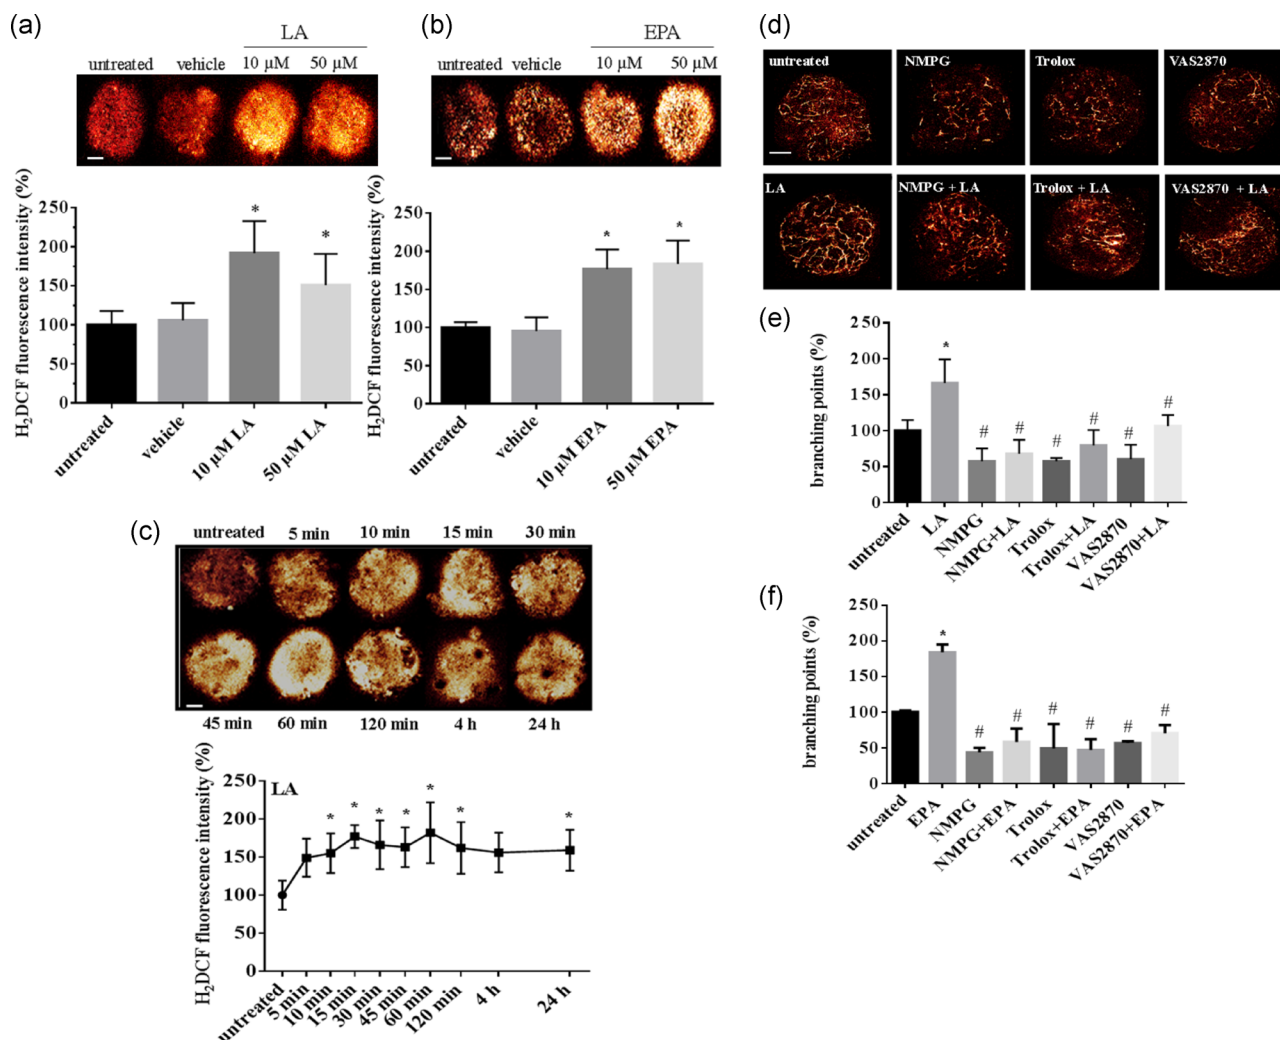 (a)
LA
untreated vehicle 10 µM 50 µM
H₂DCF fluorescence intensity (%)
250
200
150
100
50
0
* *
untreated
vehicle
10 µM LA
50 µM LA
(b)
EPA
untreated vehicle 10 µM 50 µM
H₂DCF fluorescence intensity (%)
250
200
150
100
50
0
* *
untreated
vehicle
10 µM EPA
50 µM EPA
(c)
untreated 5 min 10 min 15 min 30 min
45 min 60 min 120 min 4 h 24 h
H₂DCF fluorescence intensity (%)
LA
250
200
150
100
50
0
* * * * * * *
untreated
5 min
10 min
15 min
30 min
45 min
60 min
120 min
4 h
24 h
(d)
untreated NMPG Trolox VAS2870
LA NMPG + LA Trolox + LA VAS2870 + LA
(e)
branching points (%)
250
200
150
100
50
0
* # # # # # #
untreated
LA
NMPG
NMPG+LA
Trolox
Trolox+LA
VAS2870
VAS2870+LA
(f)
branching points (%)
250
200
150
100
50
0
* # # # # # #
untreated
EPA
NMPG
NMPG+EPA
Trolox
Trolox+EPA
VAS2870
VAS2870+EPA